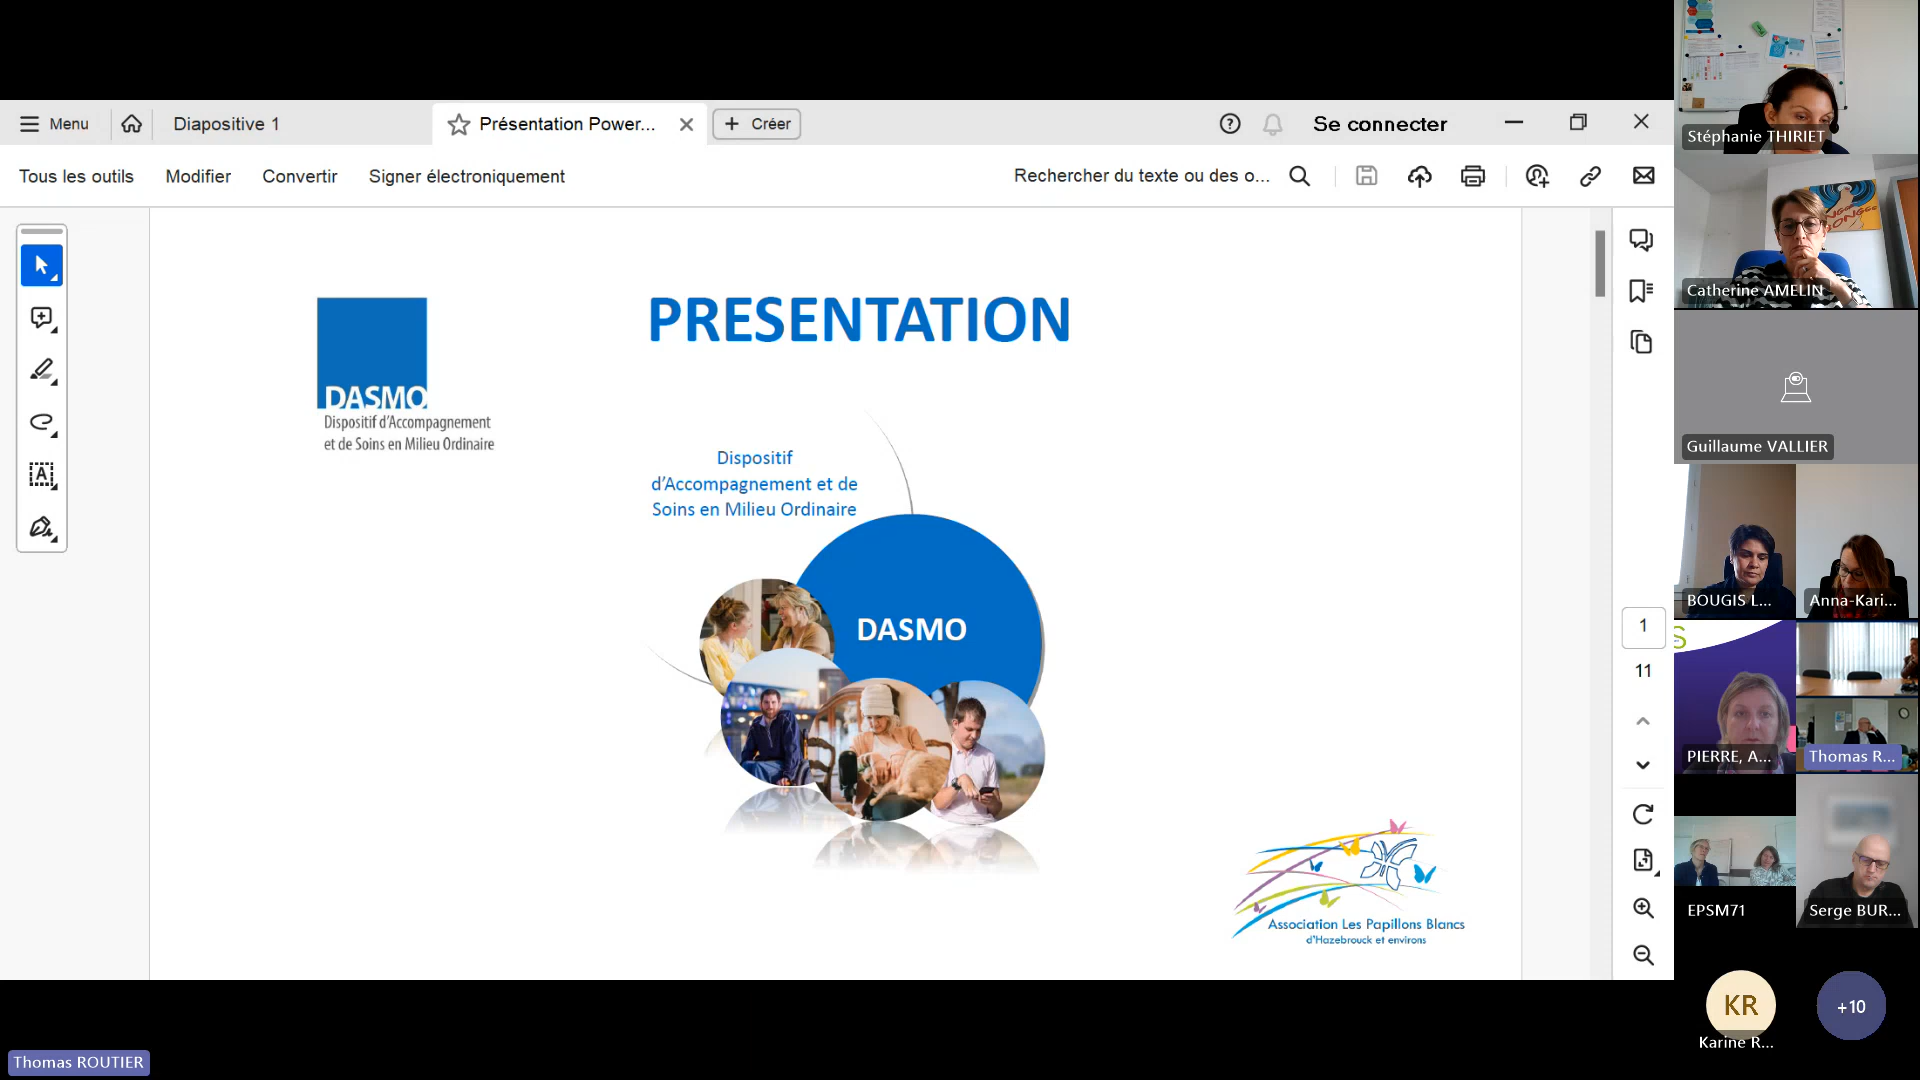 Menu
Diapositive 1
Présentation Power...
Créer
Se connecter
Tous les outils
Modifier
Convertir
Signer électroniquement
Rechercher du texte ou des o...
PRESENTATION
DASMO
Dispositif d'Accompagnement
et de Soins en Milieu Ordinaire
Dispositif
d'Accompagnement et de
Soins en Milieu Ordinaire
DASMO
Association Les Papillons Blancs
d'Hazebrouck et environs
1
11
Stéphanie THIRIET
Catherine AMELIN
Guillaume VALLIER
BOUGIS L...
Anna-Kari...
PIERRE, A...
Thomas R...
EPSM71
Serge BUR...
KR
Karine R...
+10
Thomas ROUTIER